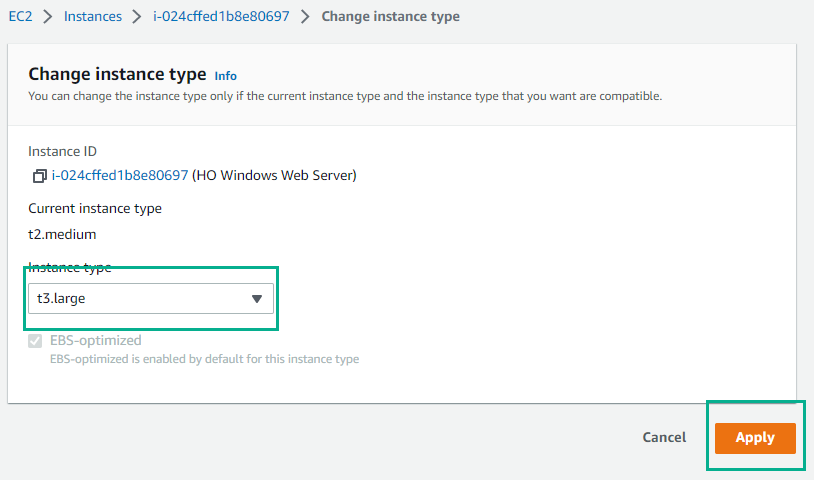 EC2 > Instances > i-024cffed1b8e80697 > Change instance type
Change instance type Info
You can change the instance type only if the current instance type and the instance type that you want are compatible.
Instance ID
i-024cffed1b8e80697 (HO Windows Web Server)
Current instance type
t2.medium
Instance type
t3.large
EBS-optimized
EBS-optimized is enabled by default for this instance type
Cancel Apply